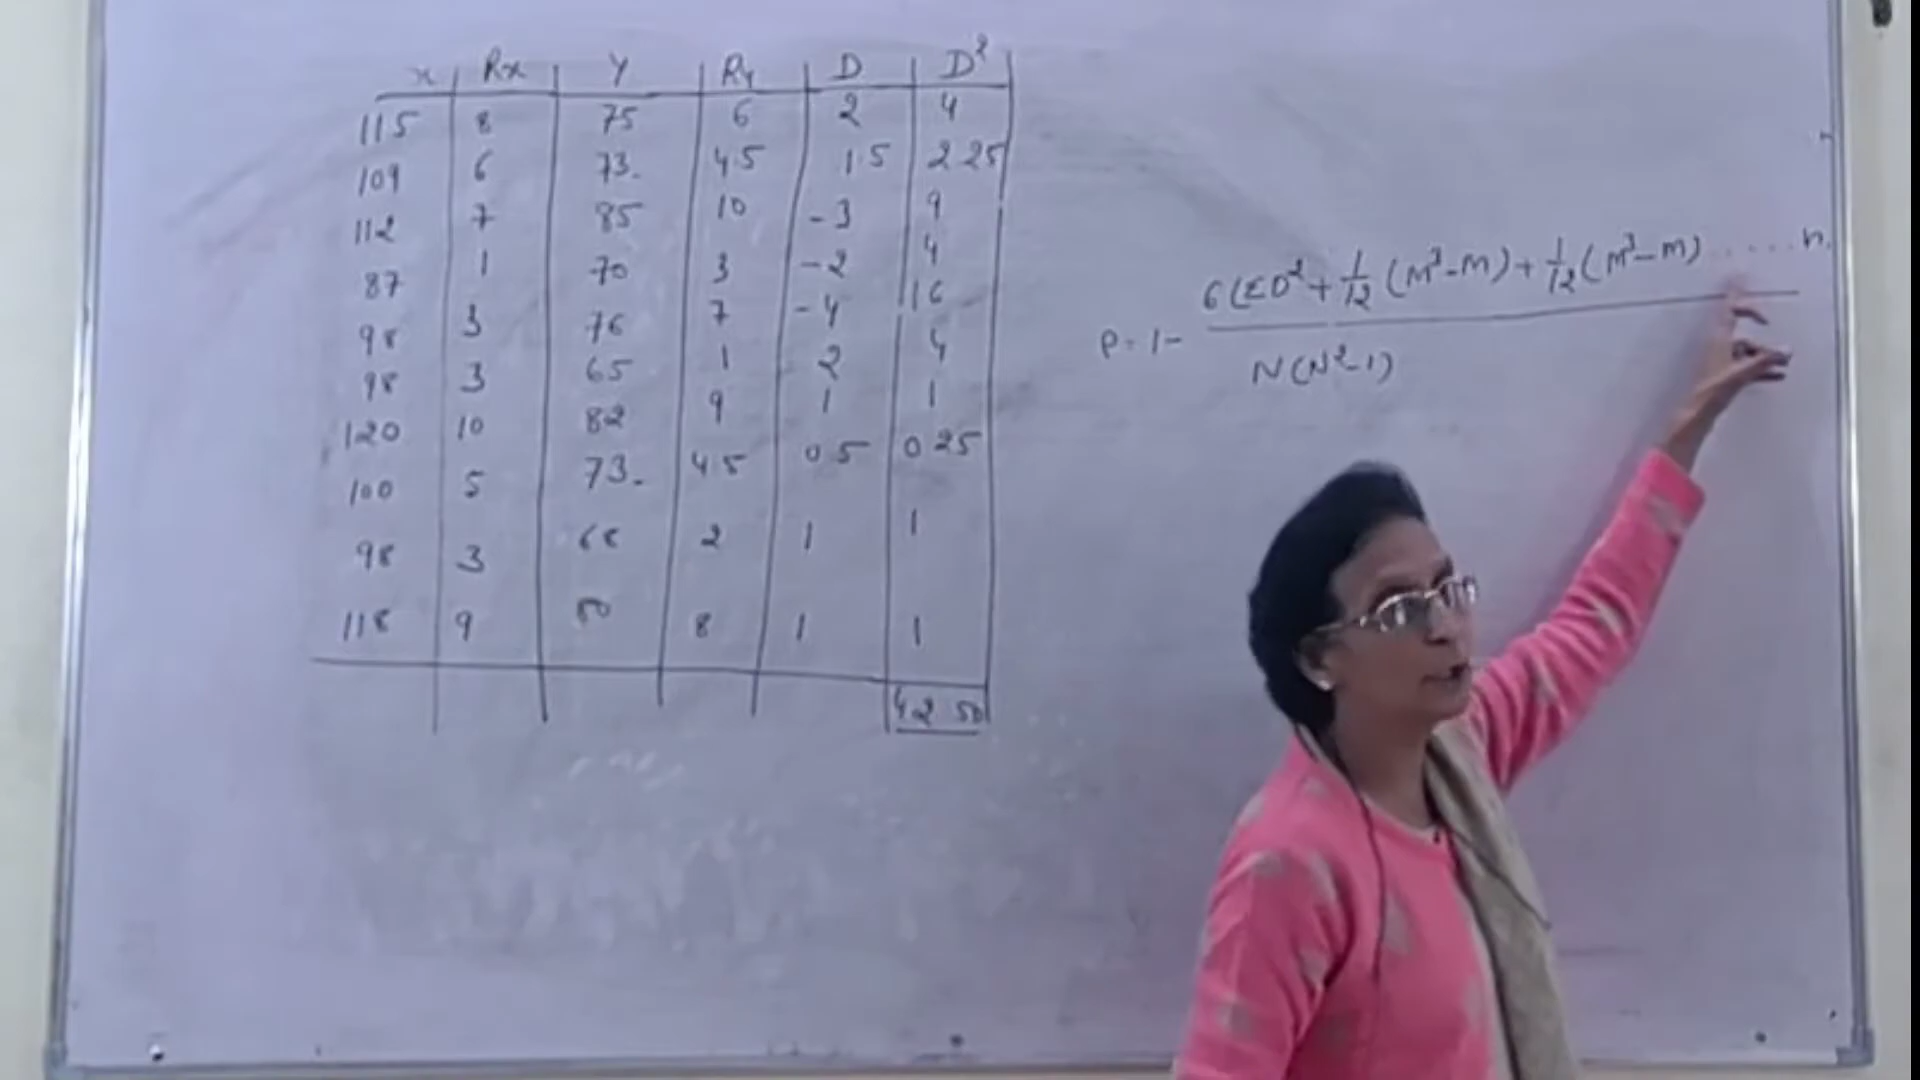 x Rx Y Ry D D²
115 8 75 6 2 4
109 6 73. 4.5 1.5 2 25
112 7 85 10 -3 9
87 1 70 3 -2 4
98 3 76 7 -4 16
98 3 65 1 2 4
120 10 82 9 1 1
100 5 73. 4 5 0 5 0 25
98 3 68 2 1 1
118 9 80 8 1 1
42 50
6(ΣD²+1/12(m³-m)+1/12(m³-m).....n.
P=1-
N(N²-1)